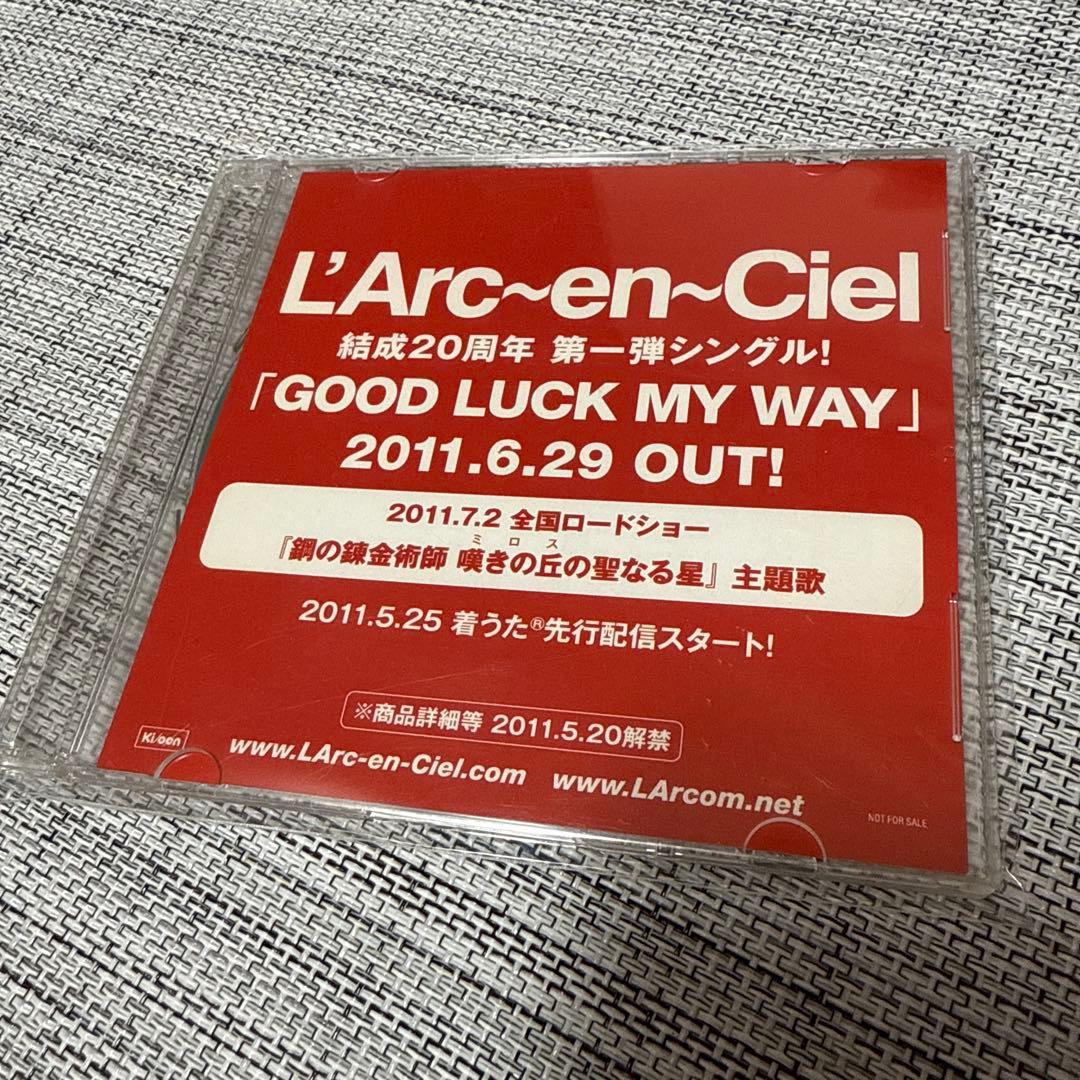 L'Arc~en~Ciel
結成20周年 第一弾シングル!
「GOOD LUCK MY WAY」
2011.6.29 OUT!
2011.7.2 全国ロードショー
ミロス
『鋼の錬金術師 嘆きの丘の聖なる星』 主題歌
2011.5.25 着うた®先行配信スタート!
※商品詳細等 2011.5.20解禁
Ki/oon
www.LArc-en-Ciel.com www.LArcom.net
NOT FOR SALE